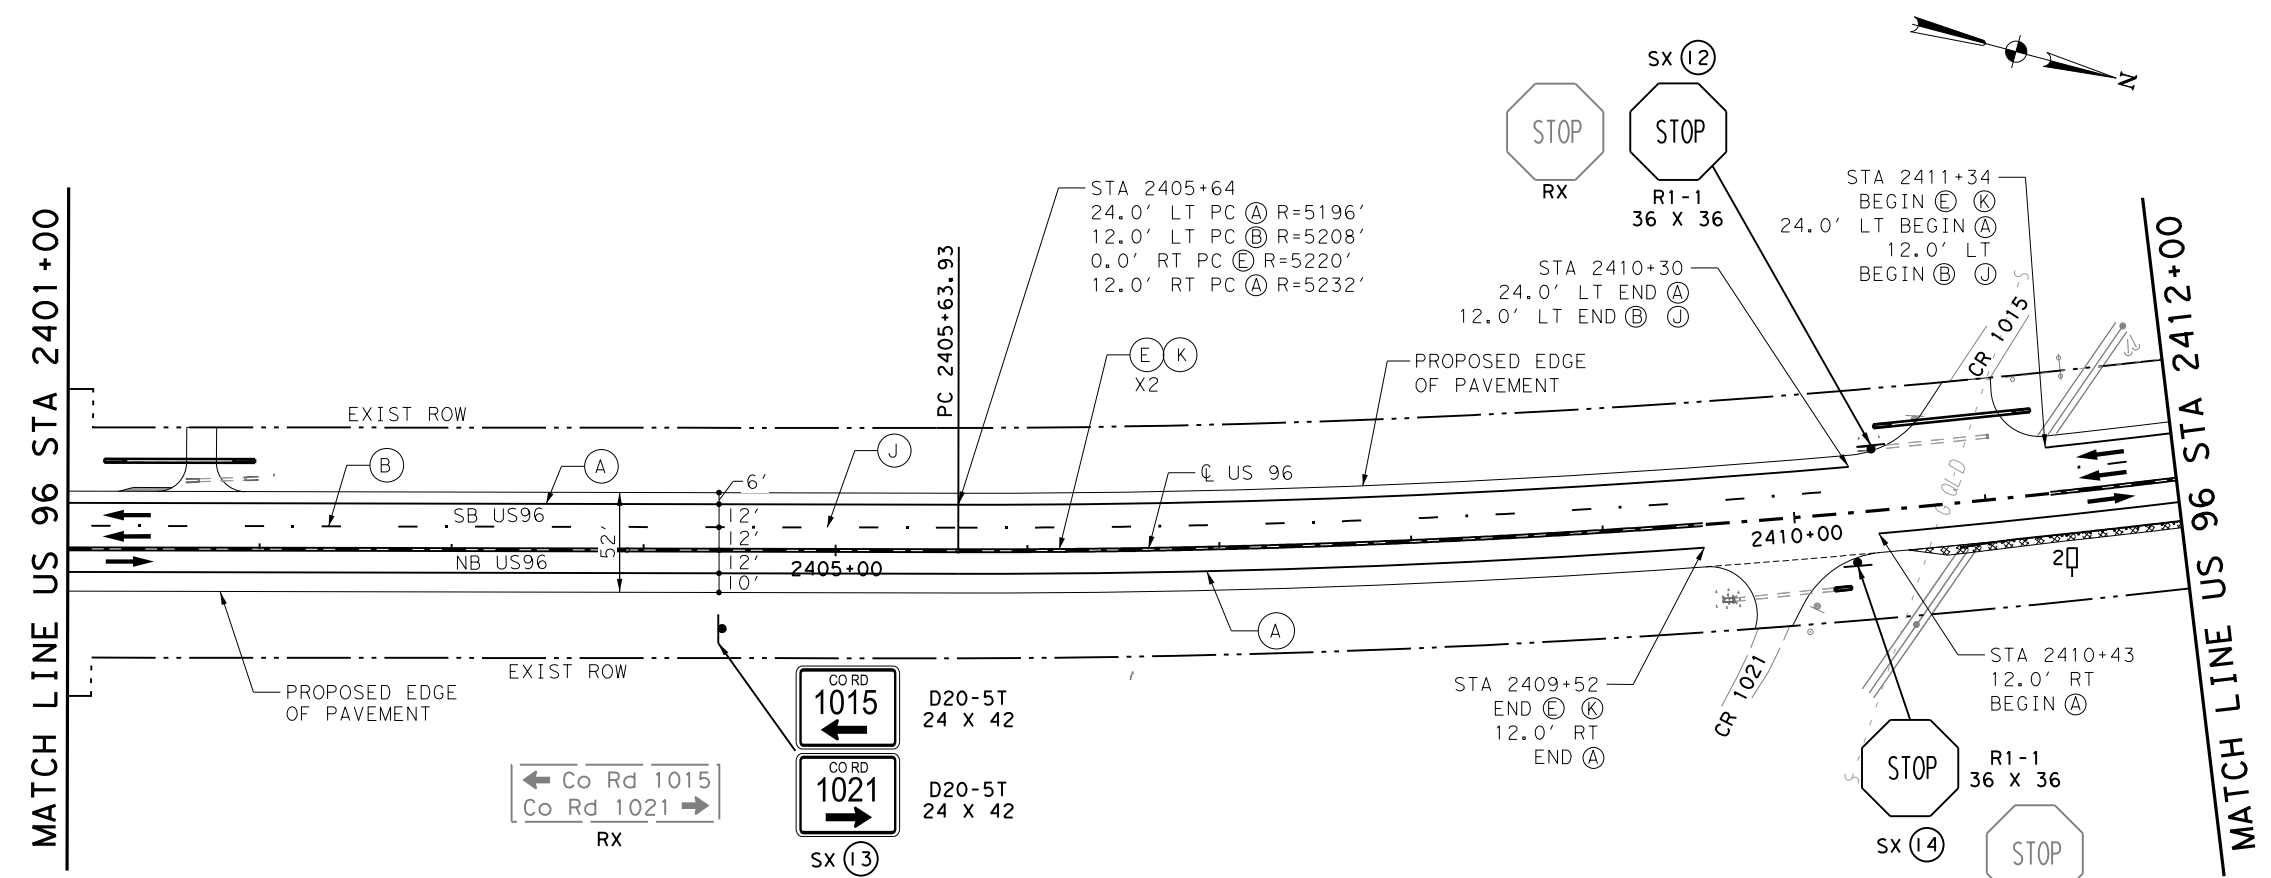 MATCH LINE US 96 STA 2401+00
EXIST ROW
B
A
SB US96
NB US96
52'
6'
12'
12'
12'
10'
2405+00
PROPOSED EDGE
OF PAVEMENT
EXIST ROW
← Co Rd 1015
Co Rd 1021 →
RX
CO RD
1015
←
D20-5T
24 X 42
CO RD
1021
→
D20-5T
24 X 42
SX 13
J
PC 2405+63.93
STA 2405+64
24.0' LT PC A R=5196'
12.0' LT PC B R=5208'
0.0' RT PC E R=5220'
12.0' RT PC A R=5232'
E K
X2
℄ US 96
PROPOSED EDGE
OF PAVEMENT
A
STOP
RX
SX 12
STOP
R1-1
36 X 36
STA 2410+30
24.0' LT END A
12.0' LT END B J
STA 2411+34
BEGIN E K
24.0' LT BEGIN A
12.0' LT
BEGIN B J
N
S
CR 1015
G QL-D
2410+00
2
STA 2409+52
END E K
12.0' RT
END A
CR 1021
S
STA 2410+43
12.0' RT
BEGIN A
STOP
R1-1
36 X 36
SX 14
STOP
MATCH LINE US 96 STA 2412+00